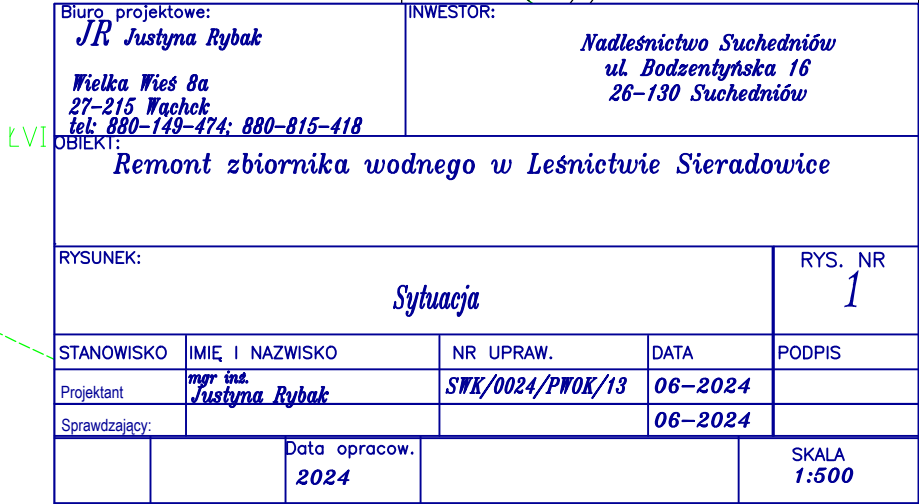 Biuro projektowe:
JR Justyna Rybak
Wielka Wieś 8a
27-215 Wąchck
tel: 880-149-474; 880-815-418
INWESTOR:
Nadleśnictwo Suchedniów
ul. Bodzentyńska 16
26-130 Suchedniów
ŁVI
OBIEKT:
Remont zbiornika wodnego w Leśnictwie Sieradowice
RYSUNEK:
Sytuacja
RYS. NR
1
STANOWISKO IMIĘ I NAZWISKO NR UPRAW. DATA PODPIS
Projektant mgr inż. Justyna Rybak SWK/0024/PWOK/13 06-2024
Sprawdzający: 06-2024
Data opracow.
2024
SKALA
1:500